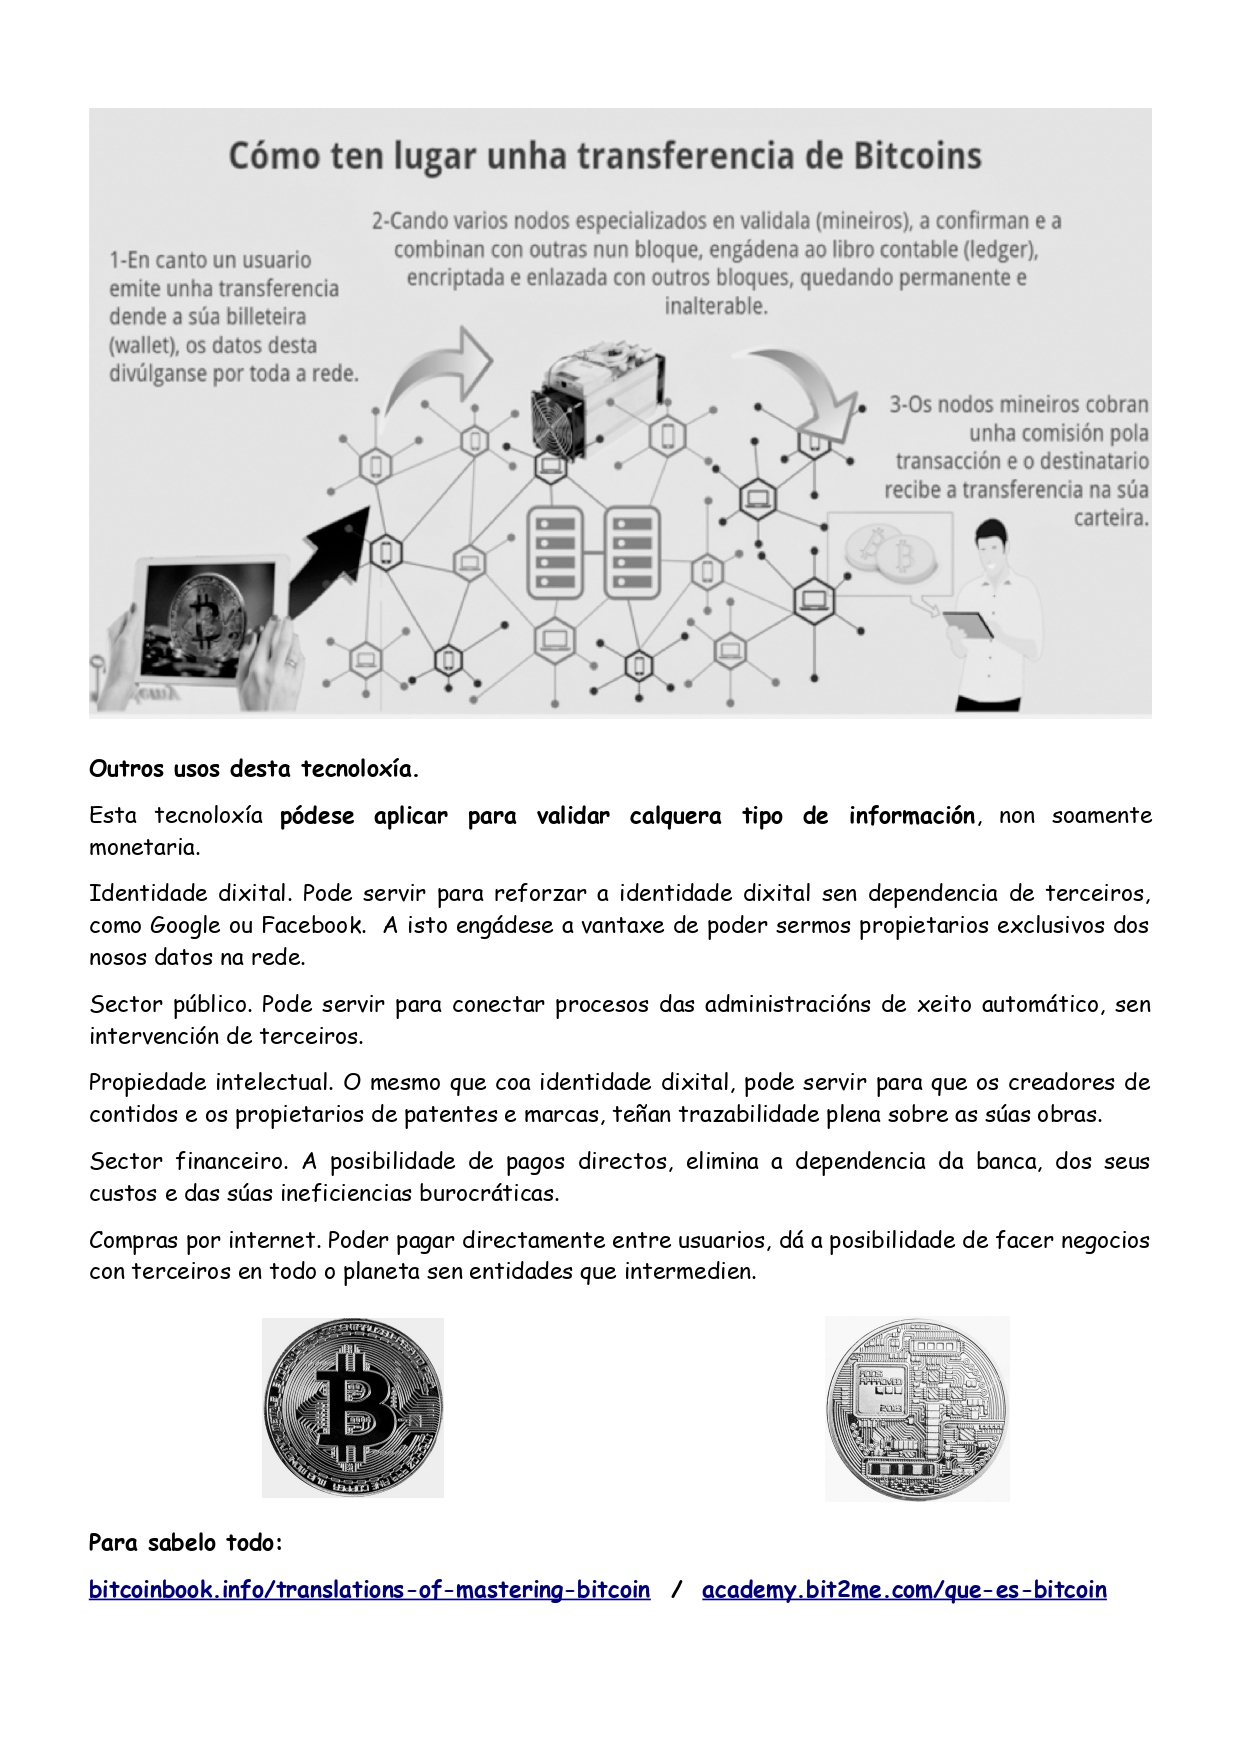 Cómo ten lugar unha transferencia de Bitcoins
1-En canto un usuario
emite unha transferencia
dende a súa billeteira
(wallet), os datos desta
divúlganse por toda a rede.
2-Cando varios nodos especializados en validala (mineiros), a confirman e a
combinan con outras nun bloque, engádena ao libro contable (ledger),
encriptada e enlazada con outros bloques, quedando permanente e
inalterable.
3-Os nodos mineiros cobran
unha comisión pola
transacción e o destinatario
recibe a transferencia na súa
carteira.
Outros usos desta tecnoloxía.
Esta tecnoloxía pódese aplicar para validar calquera tipo de información, non soamente
monetaria.
Identidade dixital. Pode servir para reforzar a identidade dixital sen dependencia de terceiros,
como Google ou Facebook. A isto engádese a vantaxe de poder sermos propietarios exclusivos dos
nosos datos na rede.
Sector público. Pode servir para conectar procesos das administracións de xeito automático, sen
intervención de terceiros.
Propiedade intelectual. O mesmo que coa identidade dixital, pode servir para que os creadores de
contidos e os propietarios de patentes e marcas, teñan trazabilidade plena sobre as súas obras.
Sector financeiro. A posibilidade de pagos directos, elimina a dependencia da banca, dos seus
custos e das súas ineficiencias burocráticas.
Compras por internet. Poder pagar directamente entre usuarios, dá a posibilidade de facer negocios
con terceiros en todo o planeta sen entidades que intermedien.
Para sabelo todo:
bitcoinbook.info/translations-of-mastering-bitcoin / academy.bit2me.com/que-es-bitcoin